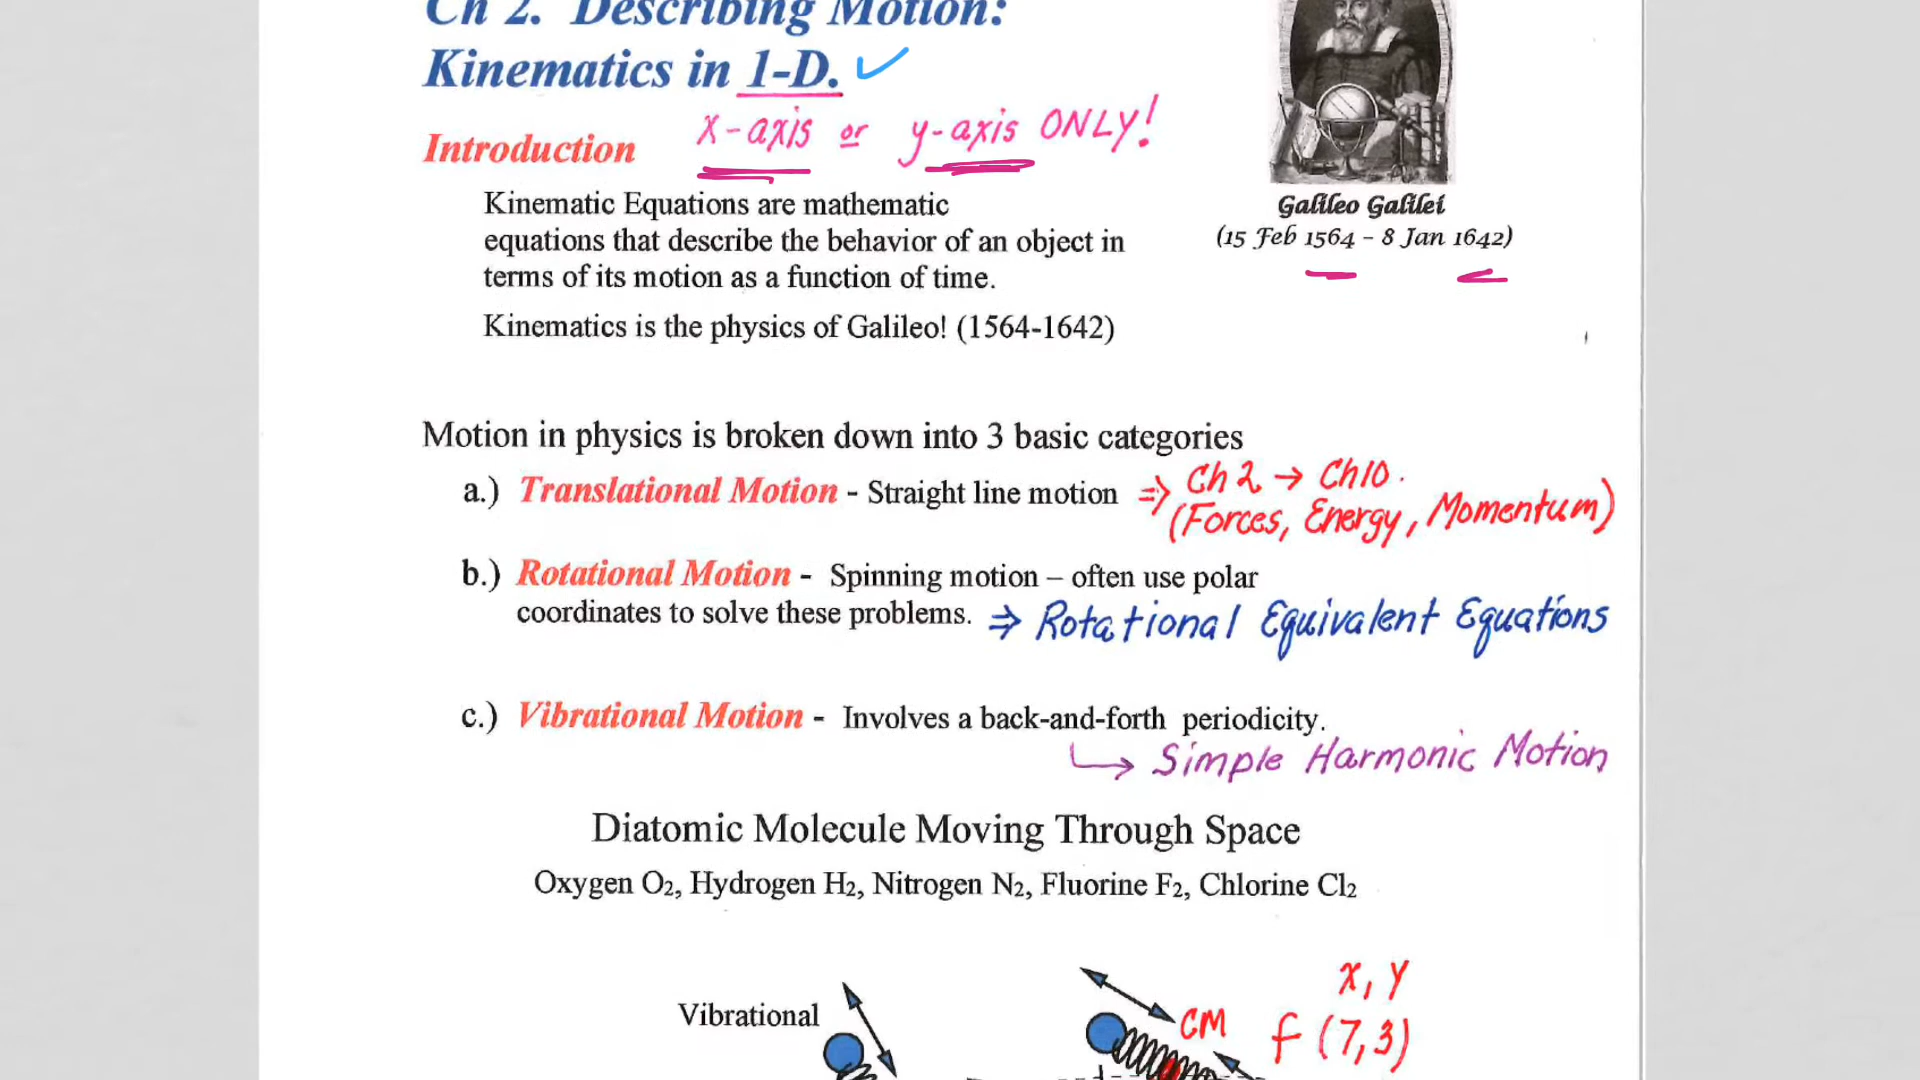 Ch 2. Describing Motion:
Kinematics in 1-D.
x-axis or y-axis ONLY!
Introduction
Kinematic Equations are mathematic
equations that describe the behavior of an object in
terms of its motion as a function of time.
Kinematics is the physics of Galileo! (1564-1642)
Galileo Galilei
(15 Feb 1564 - 8 Jan 1642)
Motion in physics is broken down into 3 basic categories
a.) Translational Motion - Straight line motion ⇒ Ch 2 → Ch10.
(Forces, Energy, Momentum)
b.) Rotational Motion - Spinning motion – often use polar
coordinates to solve these problems. ⇒ Rotational Equivalent Equations
c.) Vibrational Motion - Involves a back-and-forth periodicity.
↳ Simple Harmonic Motion
Diatomic Molecule Moving Through Space
Oxygen O2, Hydrogen H2, Nitrogen N2, Fluorine F2, Chlorine Cl2
x, y
Vibrational
CM f (7,3)